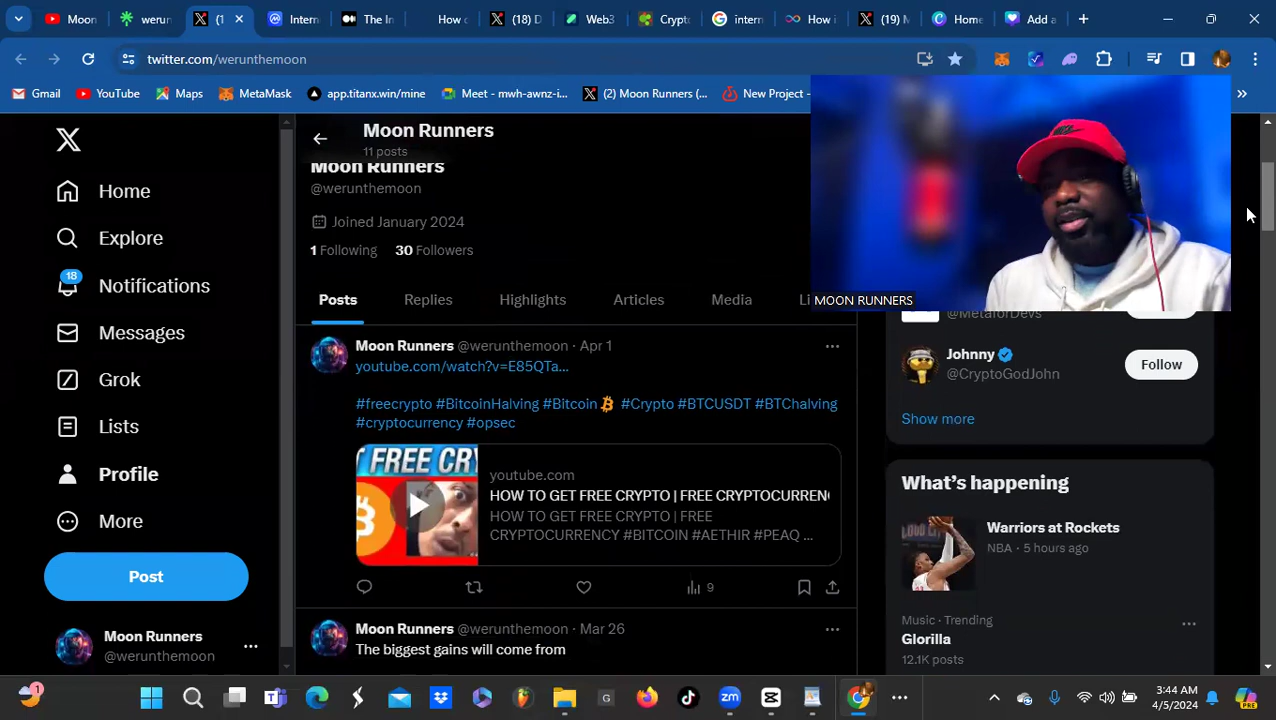 Moon
werun
(1
Intern
The In
How c
(18) D
Web3
Crypto
intern
How i
(19) M
Home
Add a
twitter.com/werunthemoon
Gmail
YouTube
Maps
MetaMask
app.titanx.win/mine
Meet - mwh-awnz-i...
(2) Moon Runners (...
New Project -
Moon Runners
11 posts
Moon Runners
@werunthemoon
Joined January 2024
1 Following
30 Followers
Posts
Replies
Highlights
Articles
Media
Li
MOON RUNNERS
Home
Explore
18
Notifications
Messages
Grok
Lists
Profile
More
Post
Moon Runners
@werunthemoon
Moon Runners @werunthemoon · Apr 1
youtube.com/watch?v=E85QTa...
#freecrypto #BitcoinHalving #Bitcoin #Crypto #BTCUSDT #BTChalving
#cryptocurrency #opsec
T FREE CRY
youtube.com
HOW TO GET FREE CRYPTO | FREE CRYPTOCURREN
HOW TO GET FREE CRYPTO | FREE
CRYPTOCURRENCY #BITCOIN #AETHIR #PEAQ ...
9
Moon Runners @werunthemoon · Mar 26
The biggest gains will come from
@MetaforDevs
Johnny
@CryptoGodJohn
Follow
Show more
What's happening
Warriors at Rockets
NBA · 5 hours ago
Music · Trending
Glorilla
12.1K posts
1
3:44 AM
4/5/2024